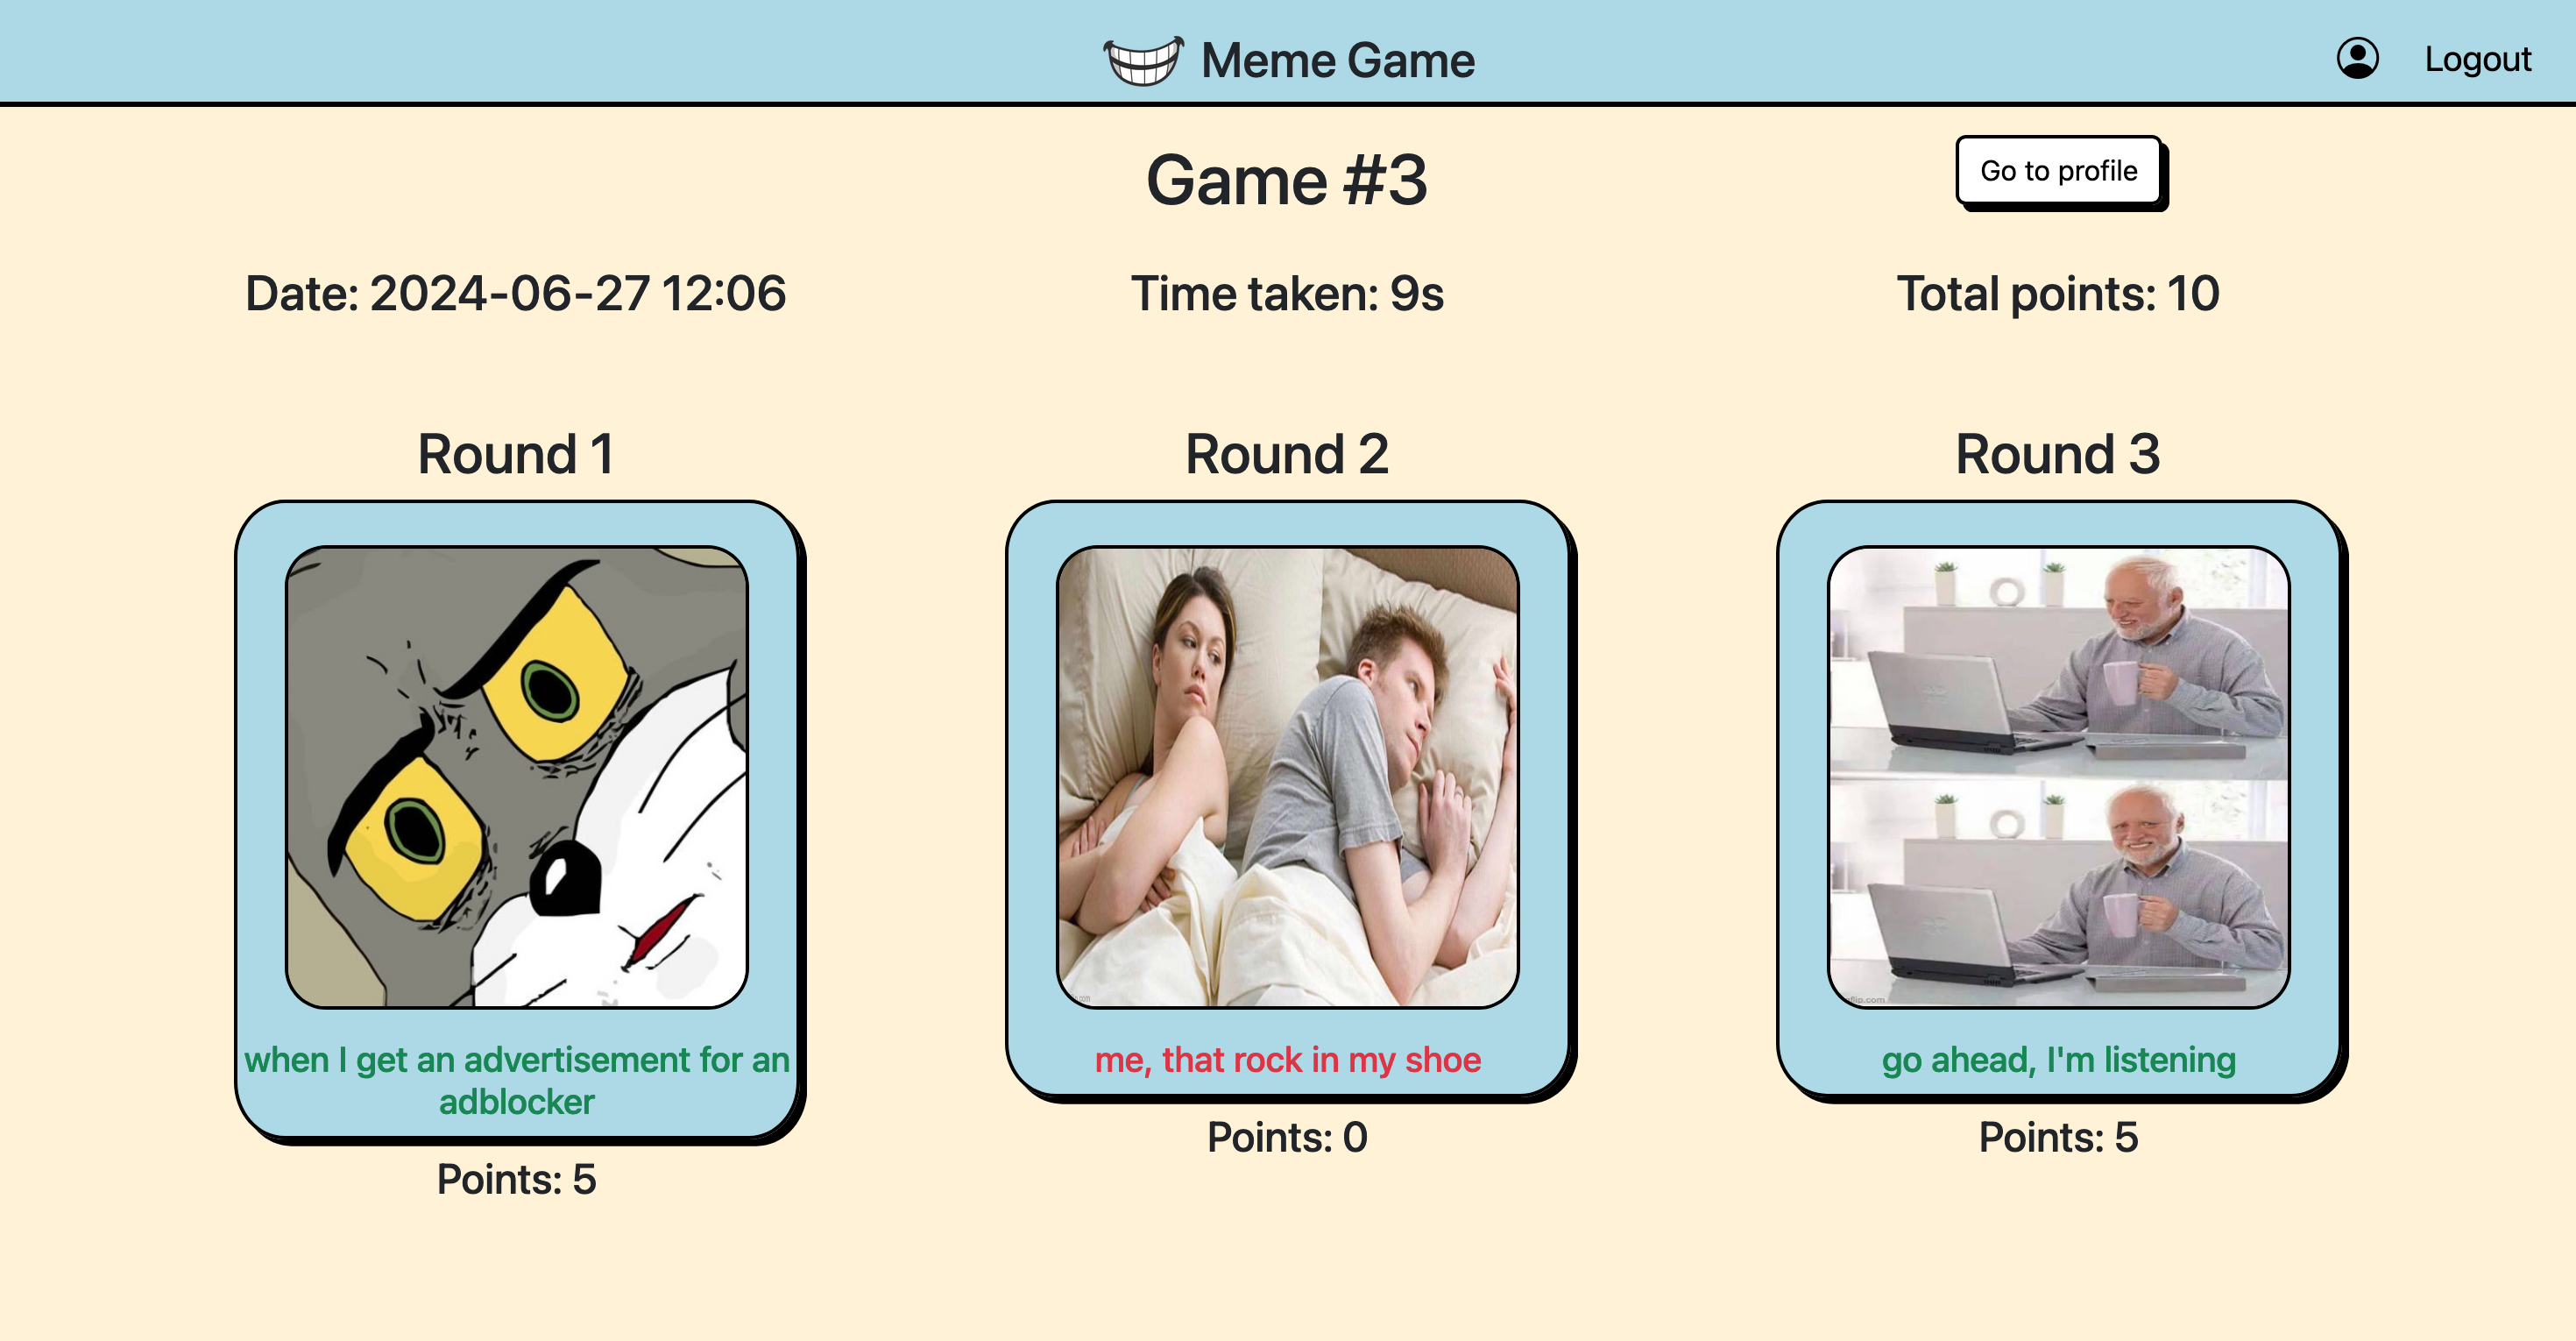 Meme Game
Logout
Game #3
Go to profile
Date: 2024-06-27 12:06
Time taken: 9s
Total points: 10
Round 1
Round 2
Round 3
when I get an advertisement for an
adblocker
Points: 5
me, that rock in my shoe
Points: 0
flip.com
go ahead, I'm listening
Points: 5